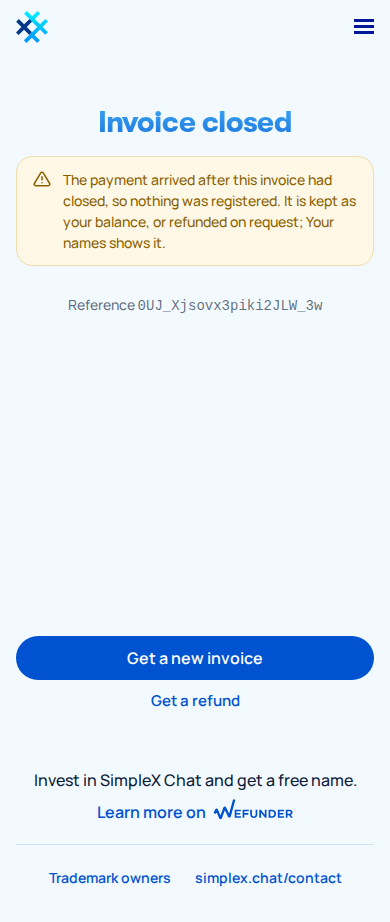 Invoice closed
The payment arrived after this invoice had
closed, so nothing was registered. It is kept as
your balance, or refunded on request; Your
names shows it.
Reference 0UJ_Xjsovx3piki2JLW_3w
Get a new invoice
Get a refund
Invest in SimpleX Chat and get a free name.
Learn more on WEFUNDER
Trademark owners simplex.chat/contact